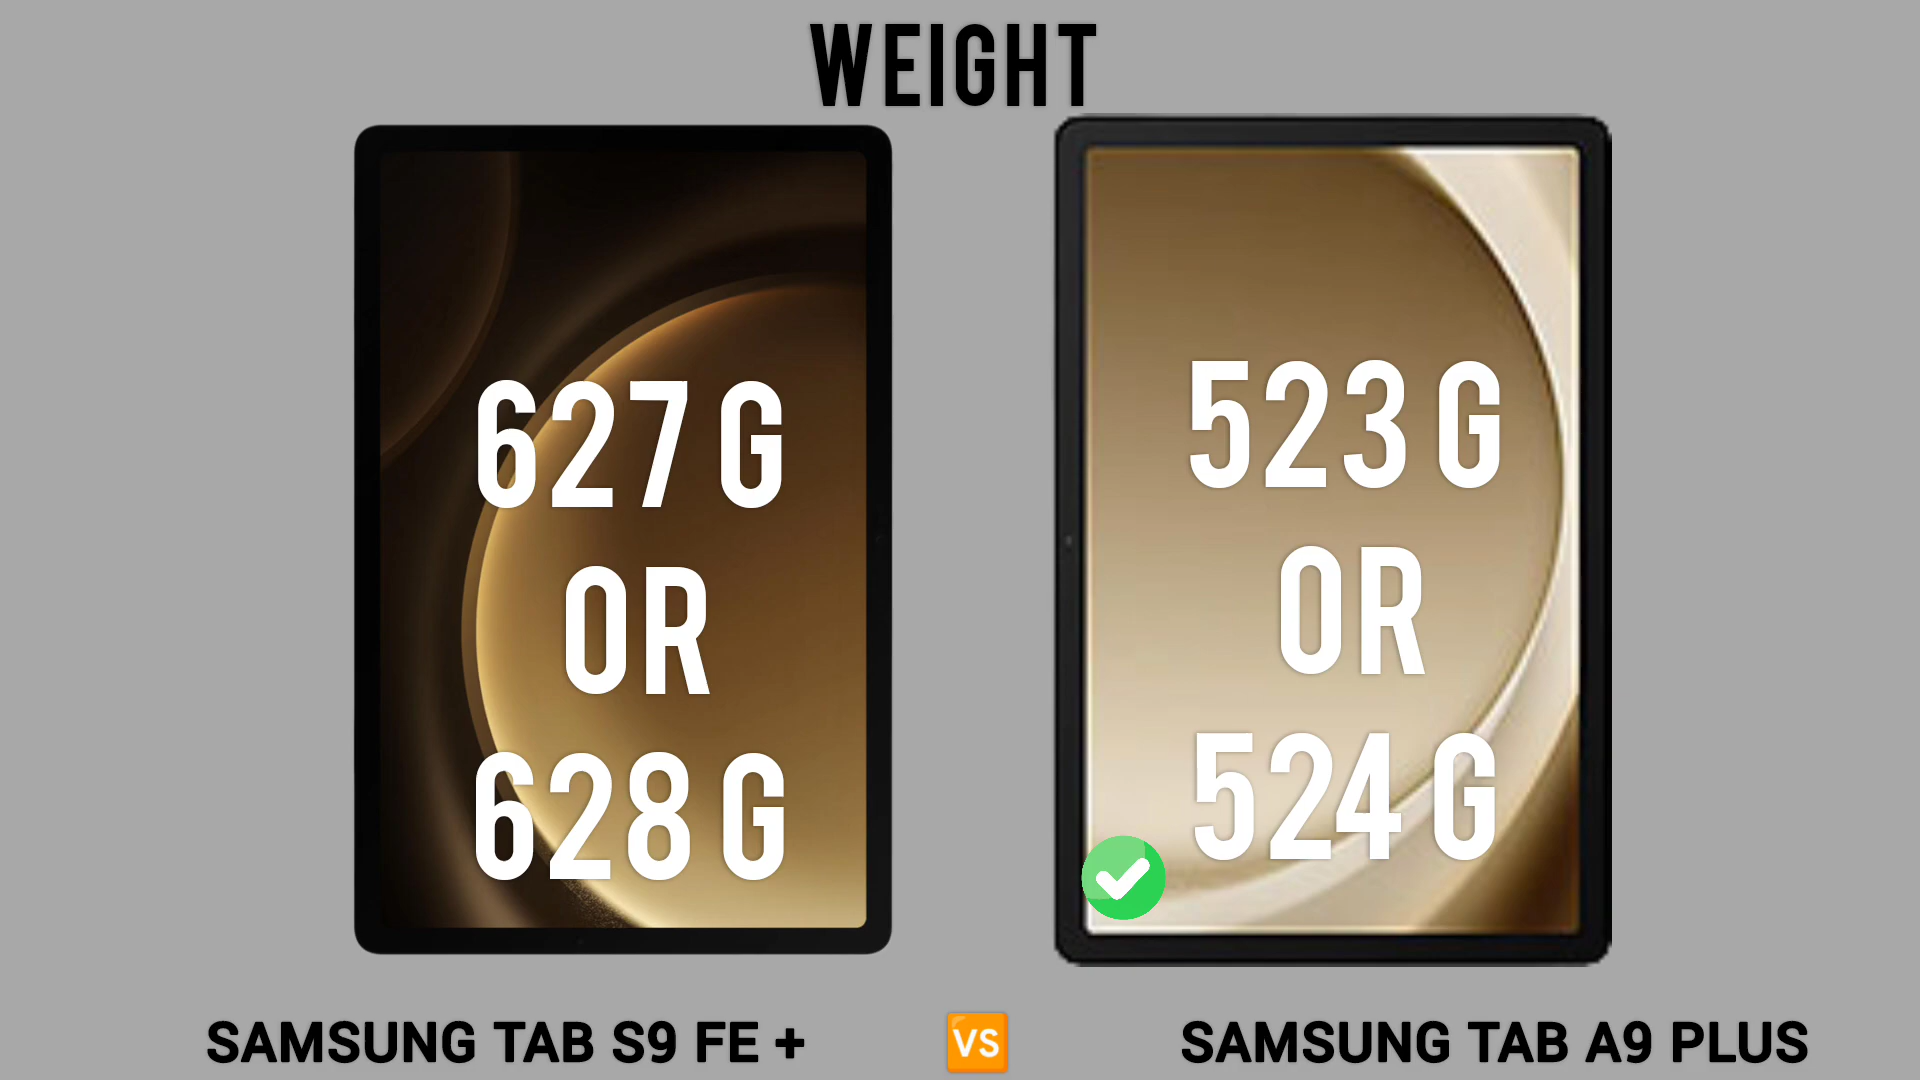 WEIGHT
627 G
OR
628 G
523 G
OR
524 G
SAMSUNG TAB S9 FE +
VS
SAMSUNG TAB A9 PLUS